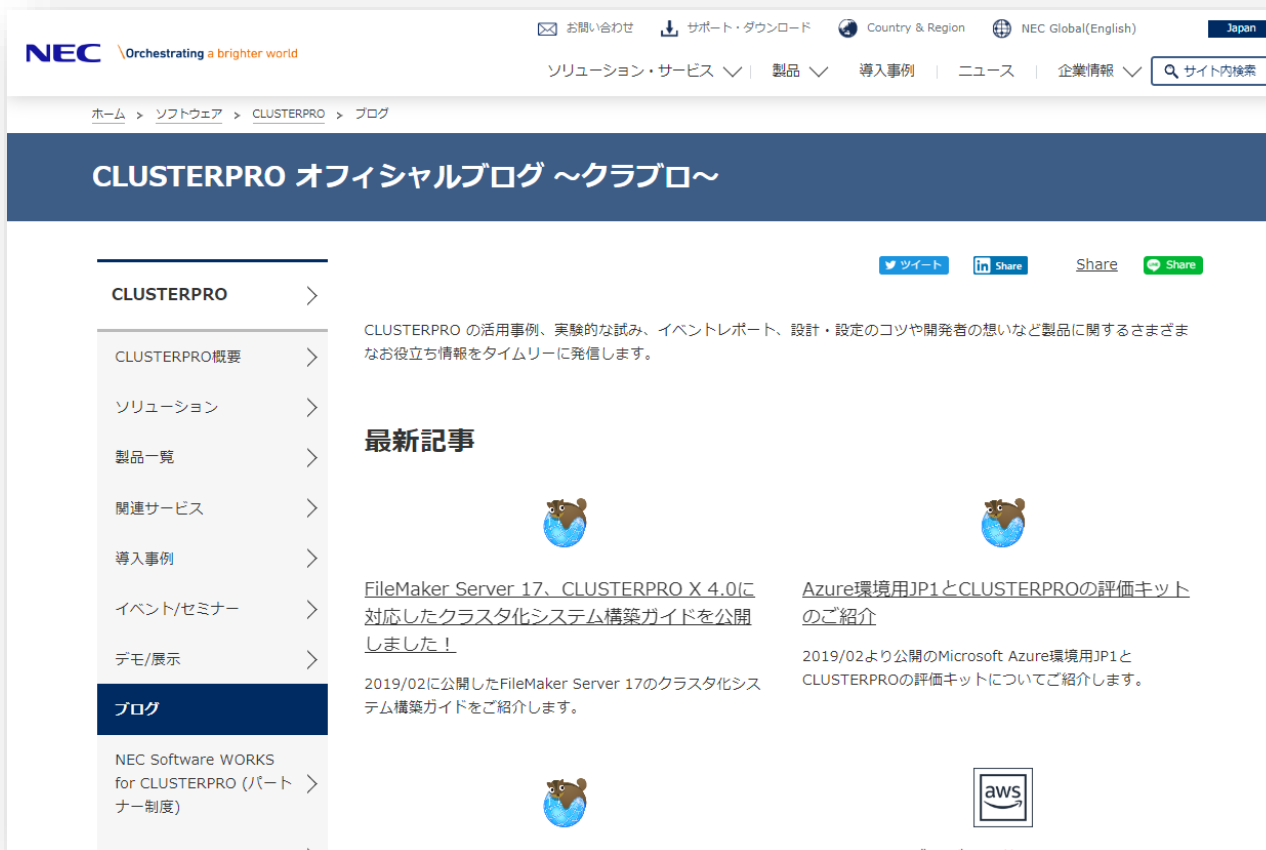 お問い合わせ サポート・ダウンロード Country & Region NEC Global(English) Japan
NEC \Orchestrating a brighter world
ソリューション・サービス 製品 導入事例 ニュース 企業情報 サイト内検索
ホーム > ソフトウェア > CLUSTERPRO > ブログ
CLUSTERPRO オフィシャルブログ ～クラブロ～
ツイート in Share Share Share
CLUSTERPRO
CLUSTERPRO概要
ソリューション
製品一覧
関連サービス
導入事例
イベント/セミナー
デモ/展示
ブログ
NEC Software WORKS
for CLUSTERPRO (パート
ナー制度)
CLUSTERPRO の活用事例、実験的な試み、イベントレポート、設計・設定のコツや開発者の想いなど製品に関するさまざま
なお役立ち情報をタイムリーに発信します。
最新記事
FileMaker Server 17、CLUSTERPRO X 4.0に
対応したクラスタ化システム構築ガイドを公開
しました！
2019/02に公開したFileMaker Server 17のクラスタ化シス
テム構築ガイドをご紹介します。
Azure環境用JP1とCLUSTERPROの評価キット
のご紹介
2019/02より公開のMicrosoft Azure環境用JP1と
CLUSTERPROの評価キットについてご紹介します。
aws